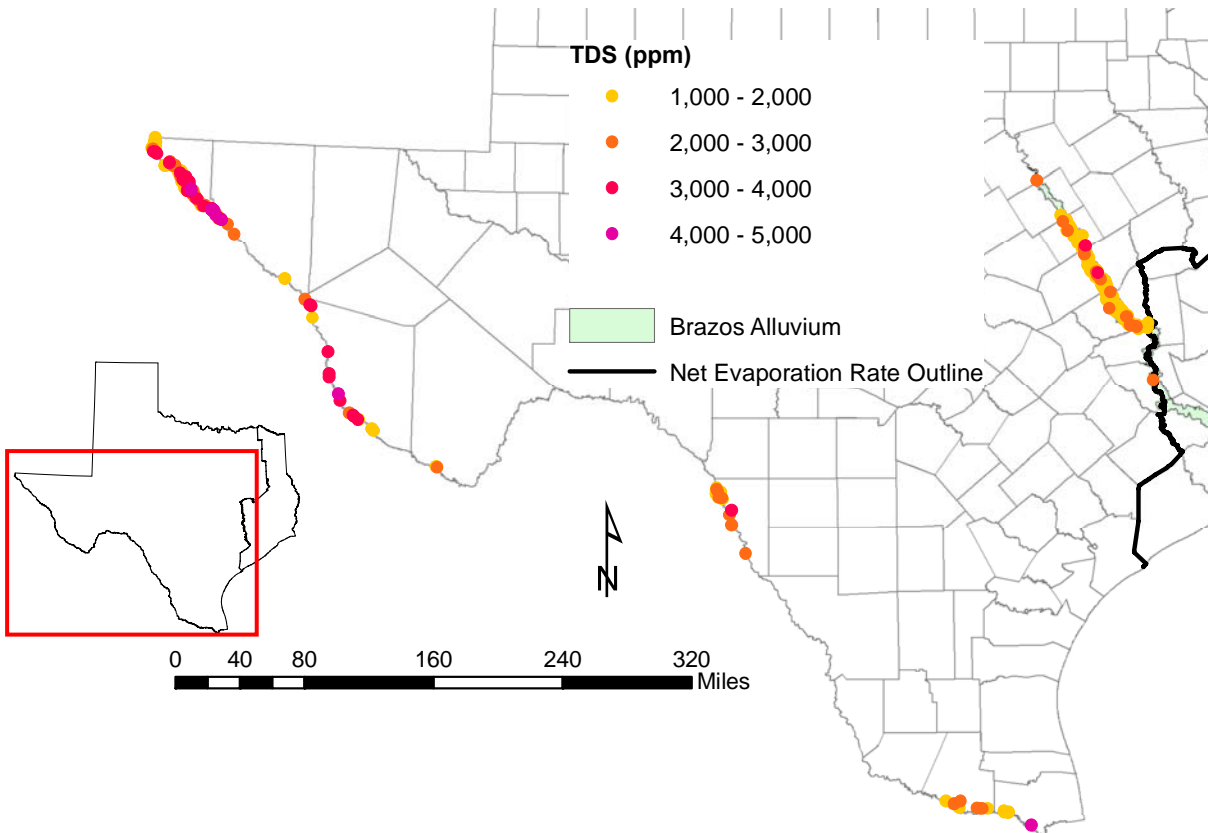 TDS (ppm)
1,000 - 2,000
2,000 - 3,000
3,000 - 4,000
4,000 - 5,000
Brazos Alluvium
Net Evaporation Rate Outline
N
0 40 80 160 240 320
Miles